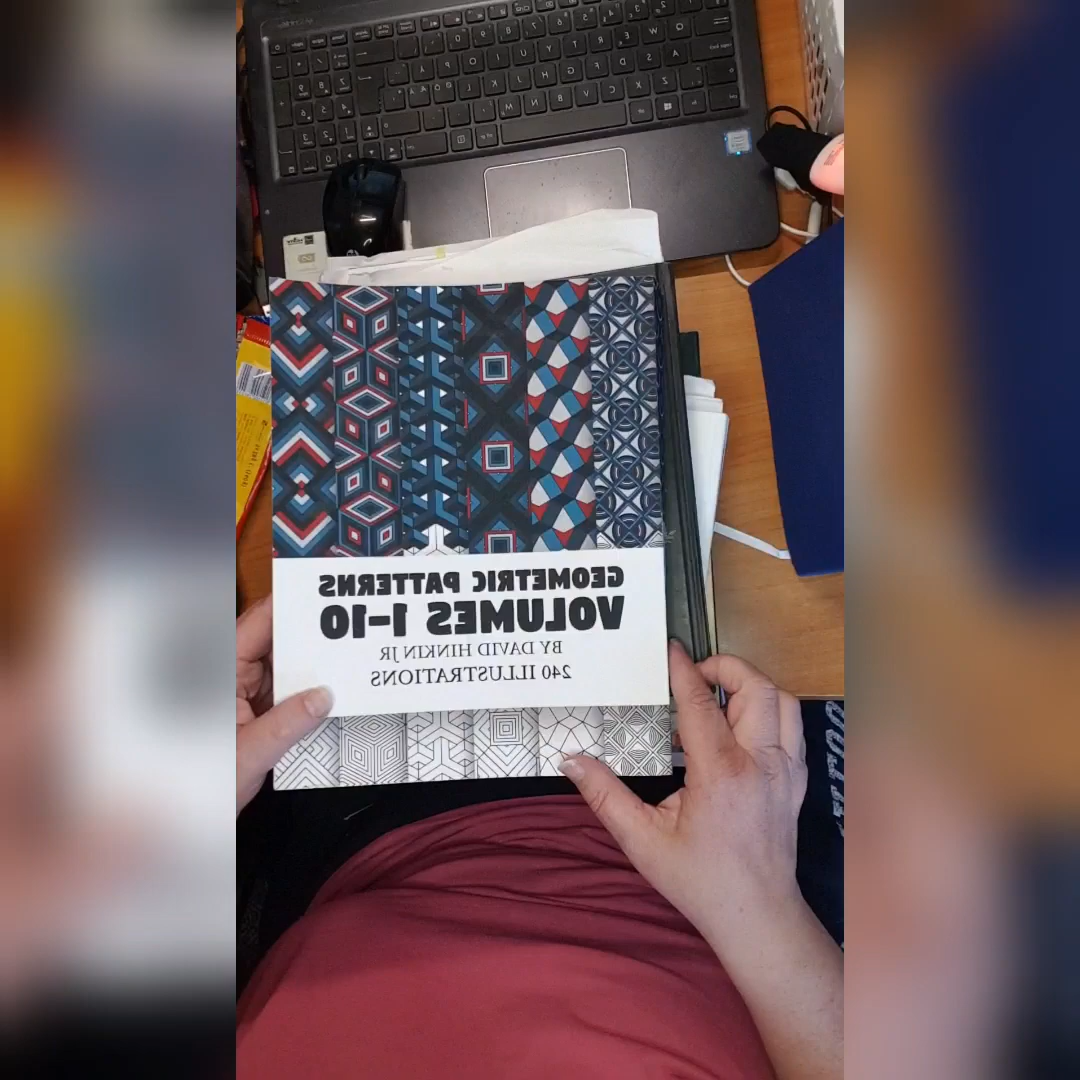 GEOMETRIC PATTERNS
VOLUMES 1-10
BY DAVID HINKIN JR
240 ILLUSTRATIONS